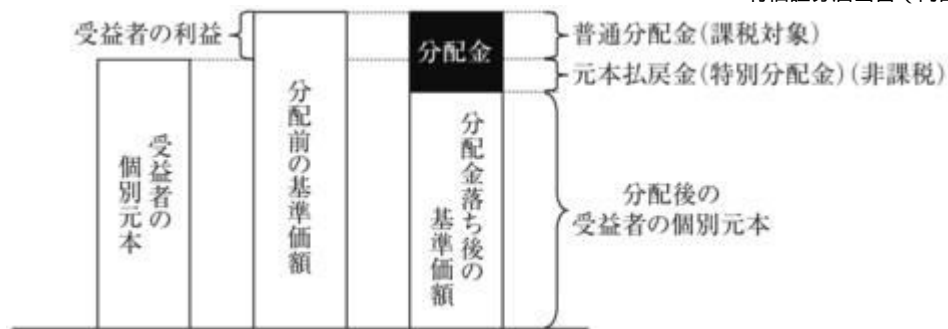 受益者の利益
受益者の
個別元本
分配前の基準価額
分配金
分配金落ち後の
基準価額
普通分配金(課税対象)
元本払戻金(特別分配金)(非課税)
分配後の
受益者の個別元本